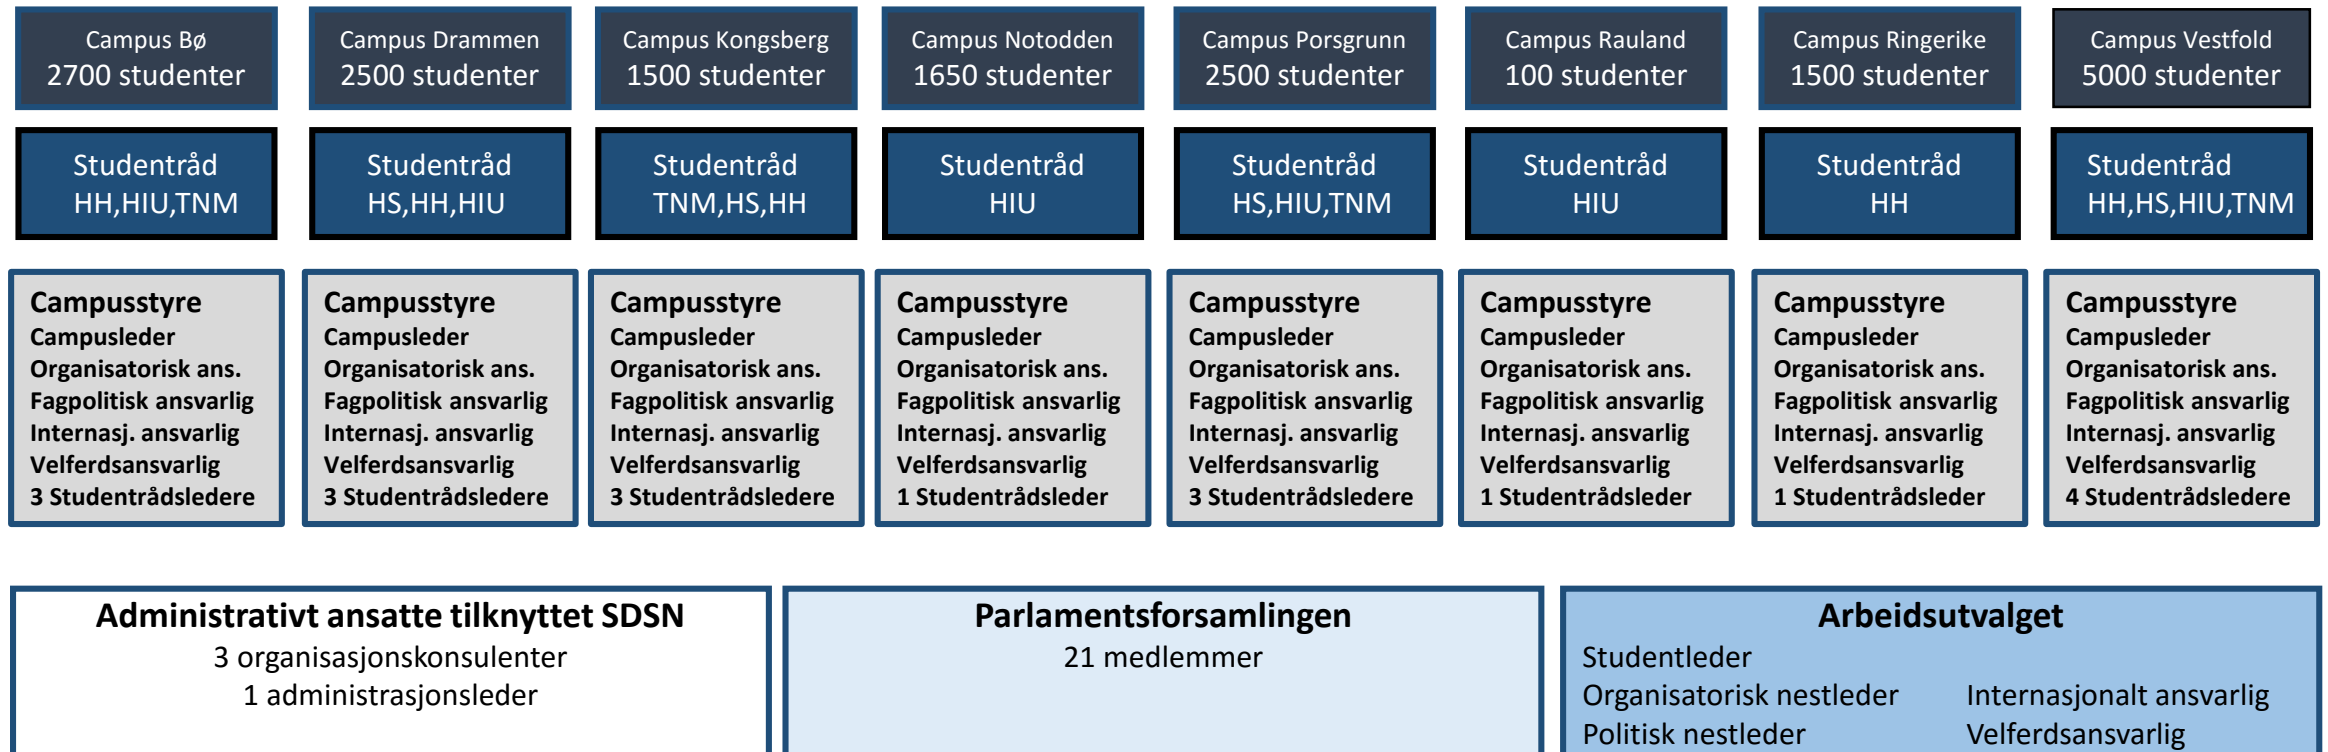 Campus Bø
2700 studenter
Campus Drammen
2500 studenter
Campus Kongsberg
1500 studenter
Campus Notodden
1650 studenter
Campus Porsgrunn
2500 studenter
Campus Rauland
100 studenter
Campus Ringerike
1500 studenter
Campus Vestfold
5000 studenter
Studentråd
HH,HIU,TNM
Studentråd
HS,HH,HIU
Studentråd
TNM,HS,HH
Studentråd
HIU
Studentråd
HS,HIU,TNM
Studentråd
HIU
Studentråd
HH
Studentråd
HH,HS,HIU,TNM
Campusstyre
Campusleder
Organisatorisk ans.
Fagpolitisk ansvarlig
Internasj. ansvarlig
Velferdsansvarlig
3 Studentrådsledere
Campusstyre
Campusleder
Organisatorisk ans.
Fagpolitisk ansvarlig
Internasj. ansvarlig
Velferdsansvarlig
3 Studentrådsledere
Campusstyre
Campusleder
Organisatorisk ans.
Fagpolitisk ansvarlig
Internasj. ansvarlig
Velferdsansvarlig
3 Studentrådsledere
Campusstyre
Campusleder
Organisatorisk ans.
Fagpolitisk ansvarlig
Internasj. ansvarlig
Velferdsansvarlig
1 Studentrådsleder
Campusstyre
Campusleder
Organisatorisk ans.
Fagpolitisk ansvarlig
Internasj. ansvarlig
Velferdsansvarlig
3 Studentrådsledere
Campusstyre
Campusleder
Organisatorisk ans.
Fagpolitisk ansvarlig
Internasj. ansvarlig
Velferdsansvarlig
1 Studentrådsleder
Campusstyre
Campusleder
Organisatorisk ans.
Fagpolitisk ansvarlig
Internasj. ansvarlig
Velferdsansvarlig
1 Studentrådsleder
Campusstyre
Campusleder
Organisatorisk ans.
Fagpolitisk ansvarlig
Internasj. ansvarlig
Velferdsansvarlig
4 Studentrådsledere
Administrativt ansatte tilknyttet SDSN
3 organisasjonskonsulenter
1 administrasjonsleder
Parlamentsforsamlingen
21 medlemmer
Arbeidsutvalget
Studentleder
Organisatorisk nestleder
Politisk nestleder
Internasjonalt ansvarlig
Velferdsansvarlig